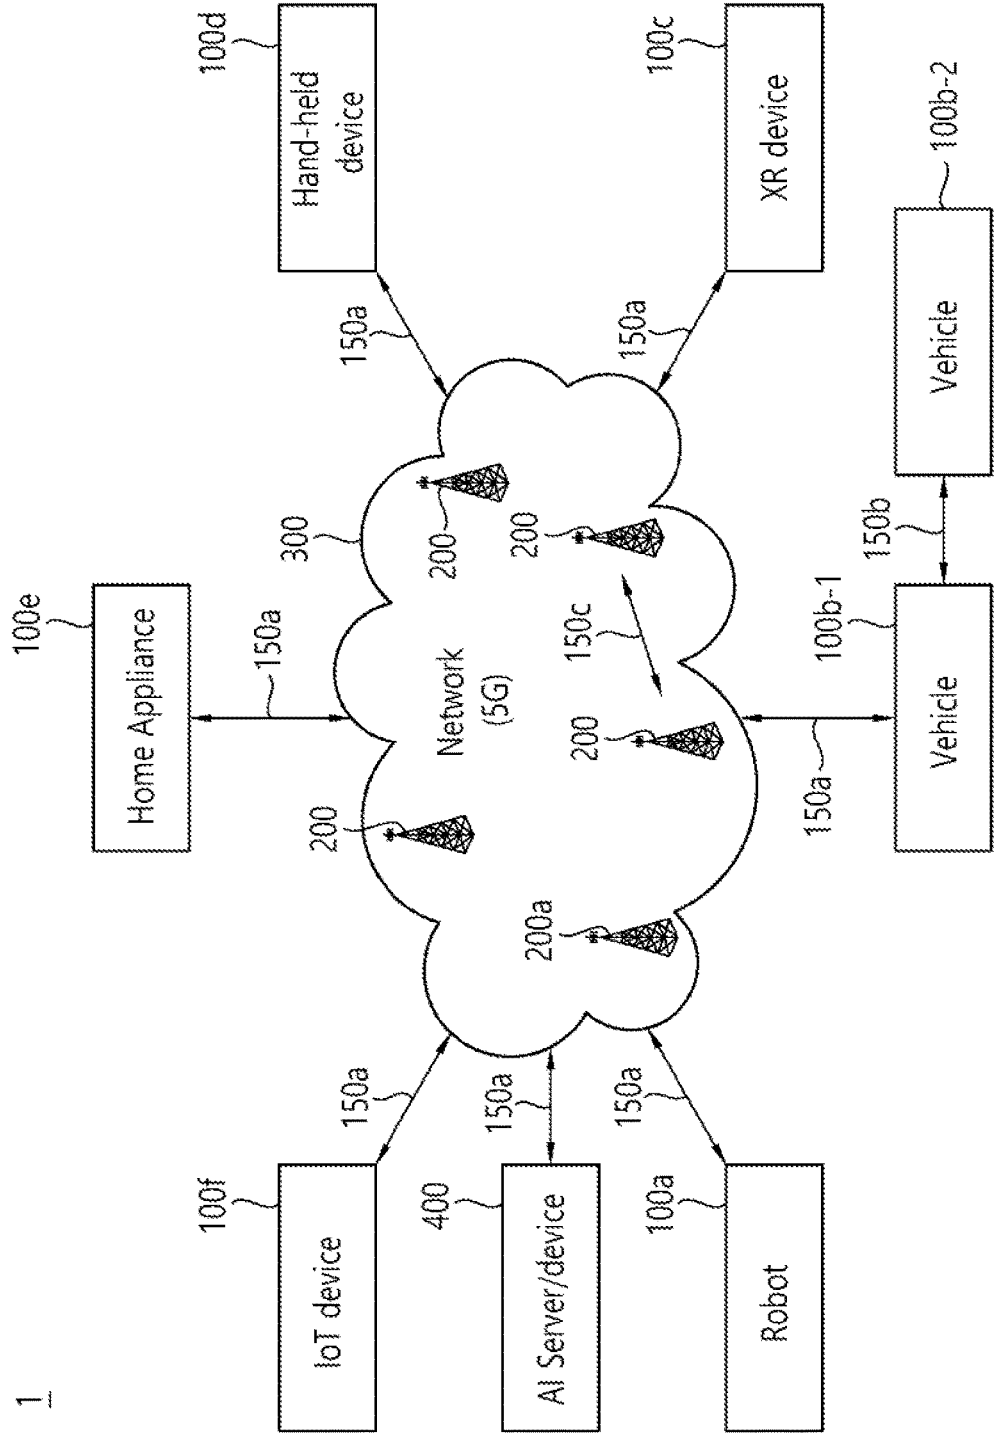 1
100e
Home Appliance
100f
100d
150a
IoT device
Hand-held
device
300
200
150a
150a
400
200
Network
(5G)
150a
AI Server/device
200a
200
200
150c
100a
150a
150a
100c
Robot
XR device
150a
100b-1
150b
100b-2
Vehicle
Vehicle